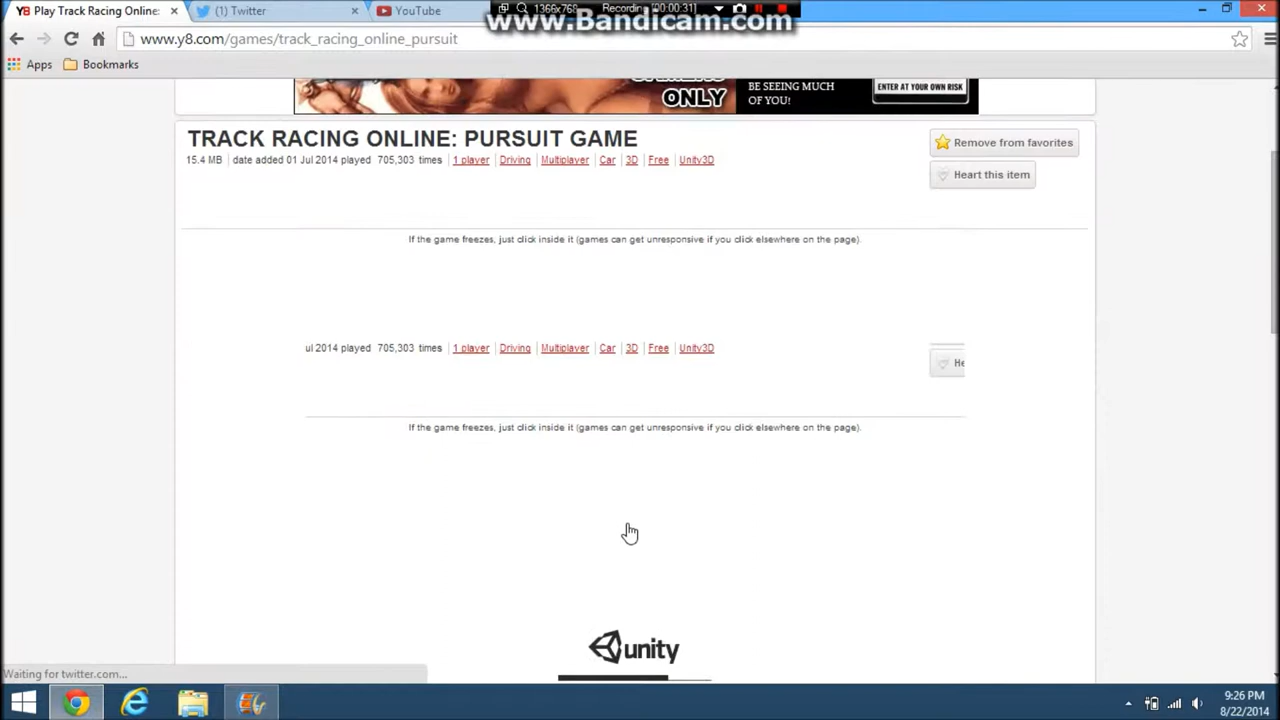 Play Track Racing Online: (1) Twitter YouTube 1366x768 Recording [00:00:31]
www.Bandicam.com
www.y8.com/games/track_racing_online_pursuit
Apps Bookmarks
ONLY
BE SEEING MUCH
OF YOU!
ENTER AT YOUR OWN RISK
TRACK RACING ONLINE: PURSUIT GAME
Remove from favorites
15.4 MB date added 01 Jul 2014 played 705,303 times 1 player Driving Multiplayer Car 3D Free Unity3D
Heart this item
If the game freezes, just click inside it (games can get unresponsive if you click elsewhere on the page).
ul 2014 played 705,303 times 1 player Driving Multiplayer Car 3D Free Unity3D
He
If the game freezes, just click inside it (games can get unresponsive if you click elsewhere on the page).
unity
Waiting for twitter.com...
9:26 PM
8/22/2014